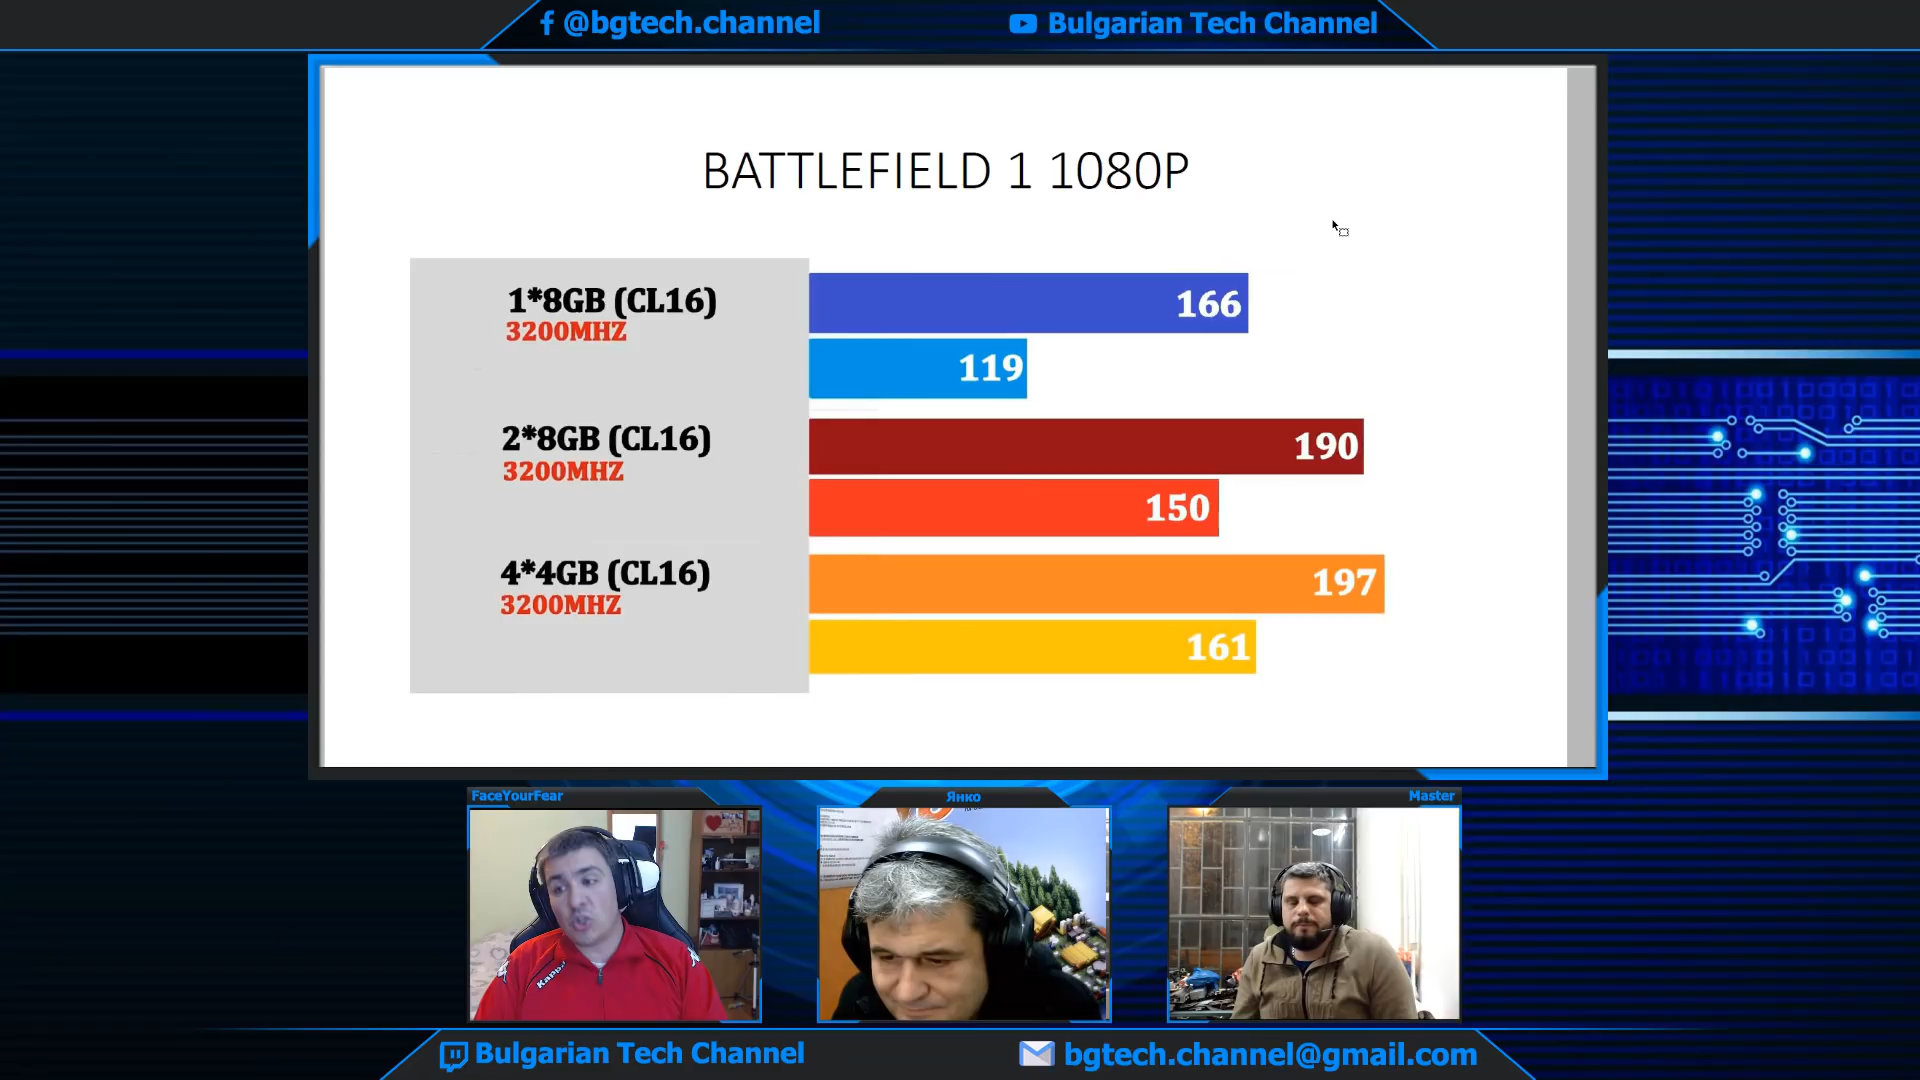 @bgtech.channel
Bulgarian Tech Channel
BATTLEFIELD 1 1080P
1*8GB (CL16)
3200MHZ
166
119
2*8GB (CL16)
3200MHZ
190
150
4*4GB (CL16)
3200MHZ
197
161
FaceYourFear
Янко
Master
Kappa
Bulgarian Tech Channel
bgtech.channel@gmail.com